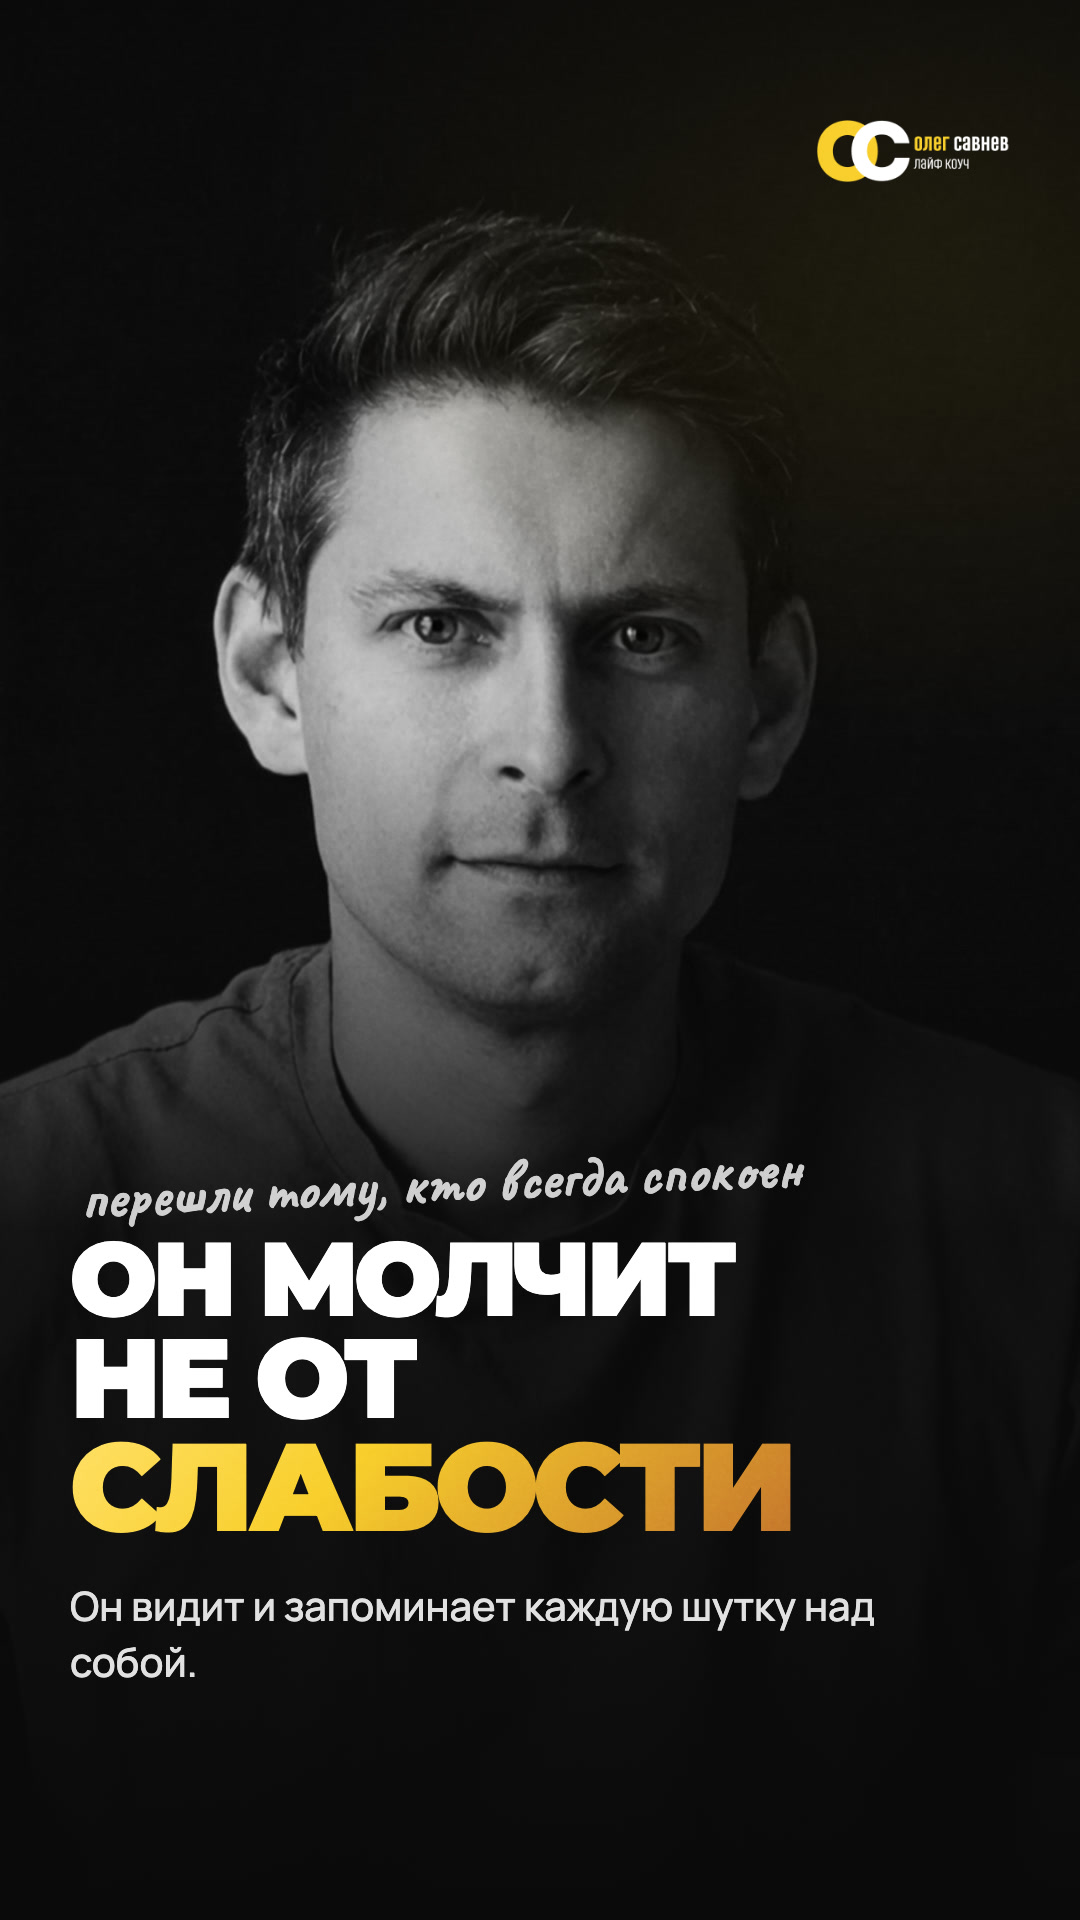 олег савнев
лайф коуч
перешли тому, кто всегда спокоен
ОН МОЛЧИТ
НЕ ОТ
СЛАБОСТИ
Он видит и запоминает каждую шутку над
собой.